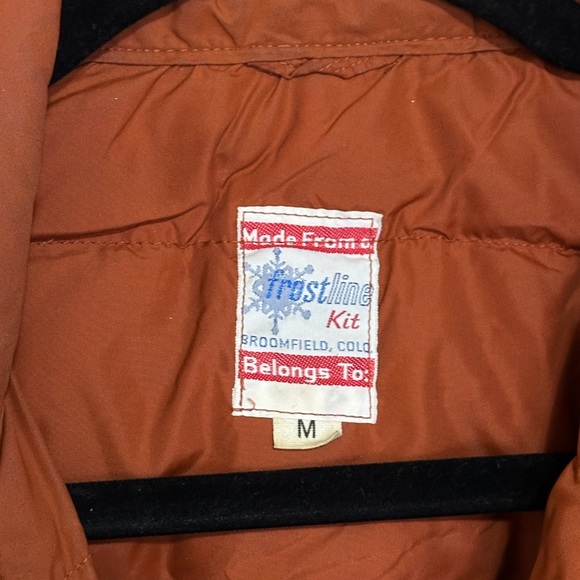 Made From a
frostline
Kit
BROOMFIELD, COLO
Belongs To:
M